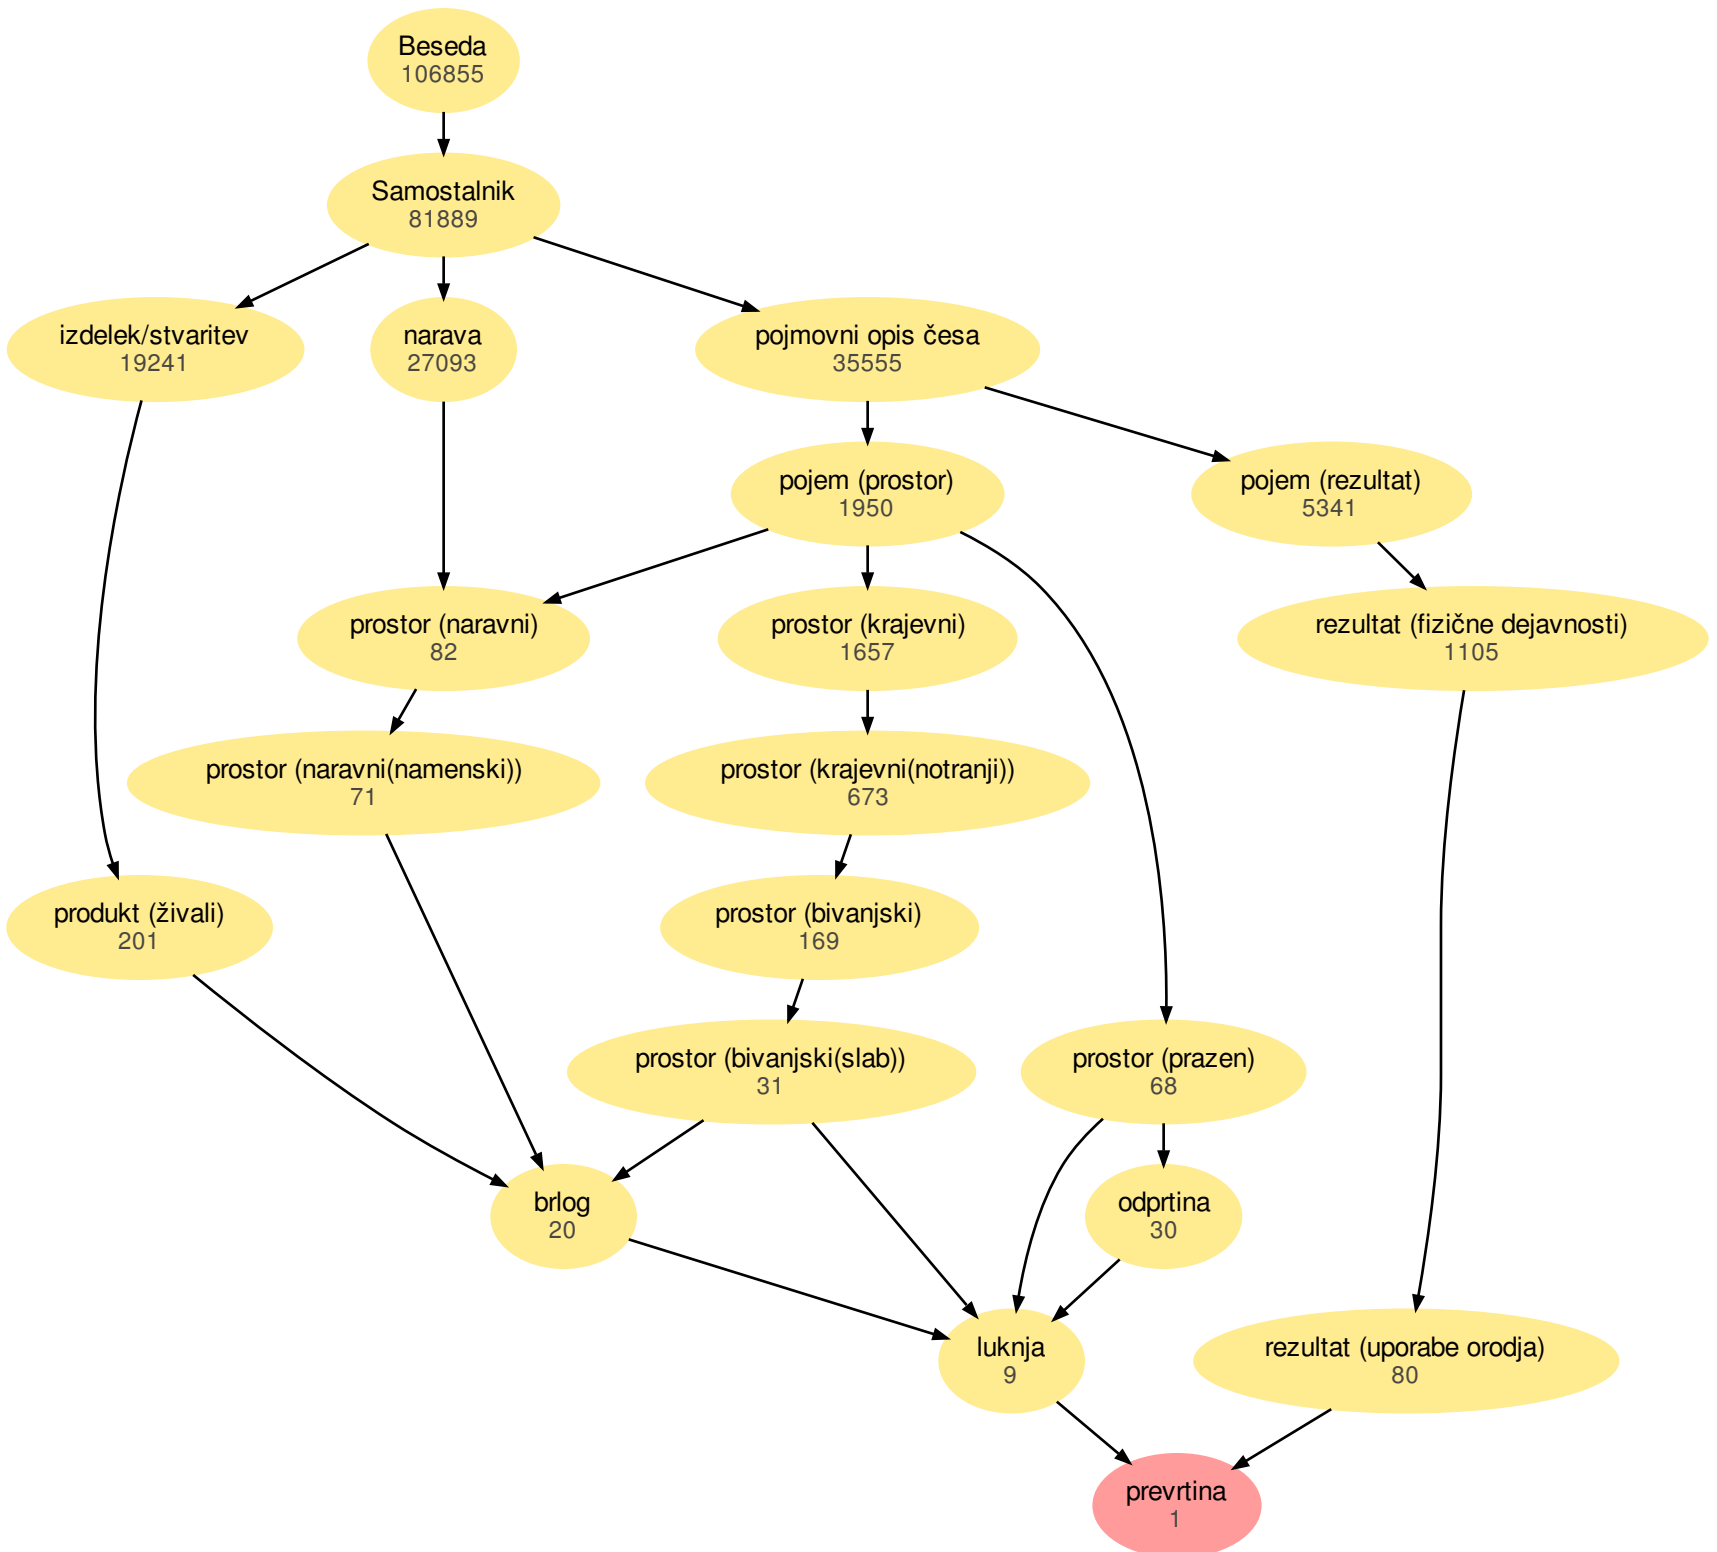 Beseda
106855
Samostalnik
81889
izdelek/stvaritev
19241
narava
27093
pojmovni opis česa
35555
pojem (prostor)
1950
pojem (rezultat)
5341
prostor (naravni)
82
prostor (krajevni)
1657
rezultat (fizične dejavnosti)
1105
prostor (naravni(namenski))
71
prostor (krajevni(notranji))
673
produkt (živali)
201
prostor (bivanjski)
169
prostor (bivanjski(slab))
31
prostor (prazen)
68
brlog
20
odprtina
30
luknja
9
rezultat (uporabe orodja)
80
prevrtina
1